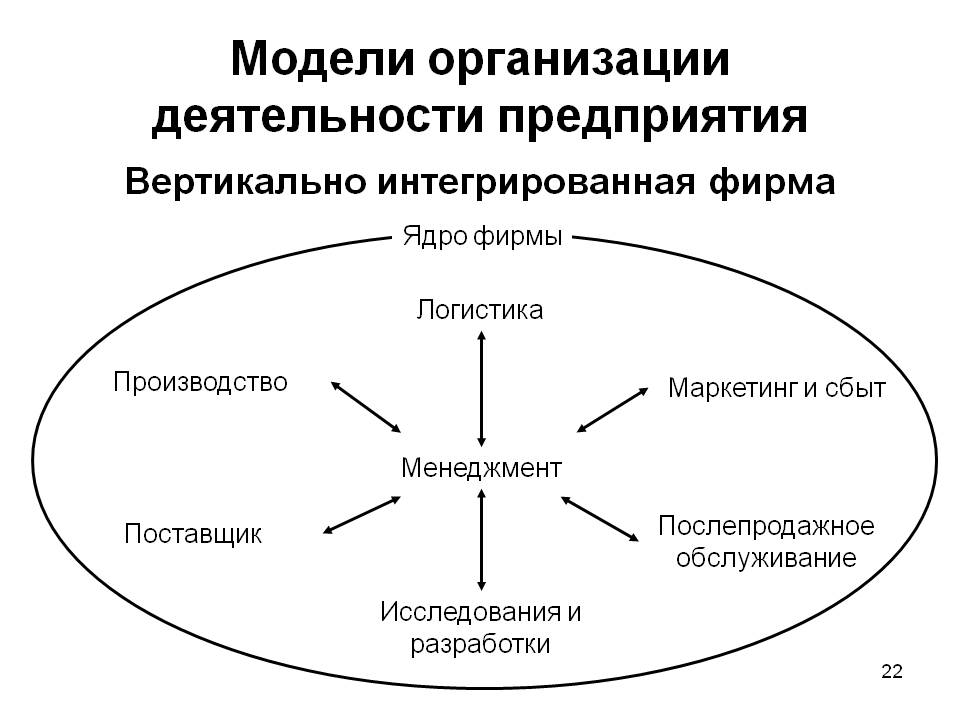 Модели организации
деятельности предприятия
Вертикально интегрированная фирма
Ядро фирмы
Логистика
Производство
Маркетинг и сбыт
Менеджмент
Поставщик
Послепродажное
обслуживание
Исследования и
разработки
22